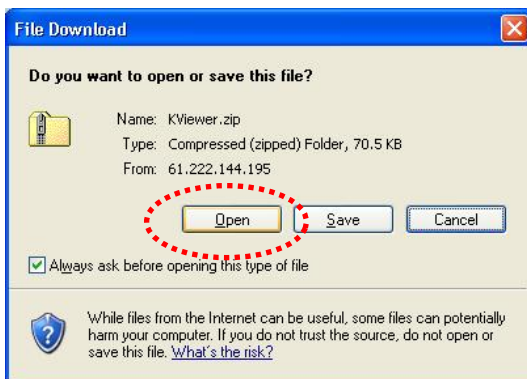 File Download
Do you want to open or save this file?
Name: KViewer.zip
Type: Compressed (zipped) Folder, 70.5 KB
From: 61.222.144.195
Open Save Cancel
Always ask before opening this type of file
While files from the Internet can be useful, some files can potentially
harm your computer. If you do not trust the source, do not open or
save this file. What's the risk?